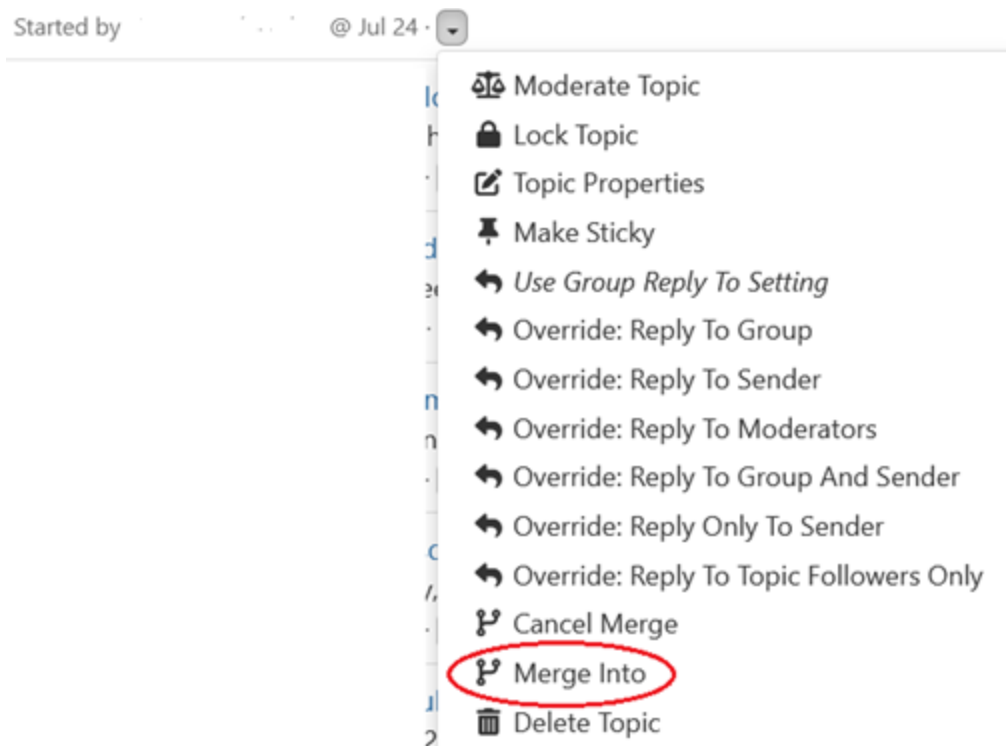 Started by @ Jul 24 ·
Moderate Topic
Lock Topic
Topic Properties
Make Sticky
Use Group Reply To Setting
Override: Reply To Group
Override: Reply To Sender
Override: Reply To Moderators
Override: Reply To Group And Sender
Override: Reply Only To Sender
Override: Reply To Topic Followers Only
Cancel Merge
Merge Into
Delete Topic